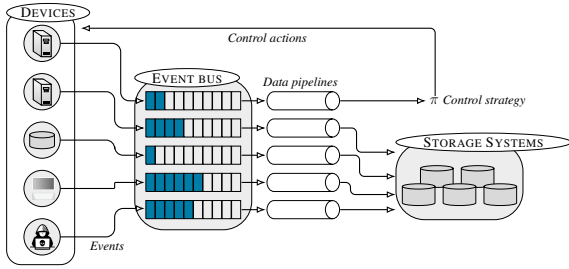 DEVICES
Control actions
EVENT BUS
Data pipelines
π Control strategy
STORAGE SYSTEMS
Events